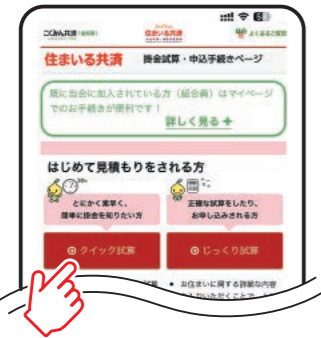 こくみん共済
住まいる共済
よくあるご質問
住まいる共済 掛金試算・申込手続きページ
既に当会に加入されている方（組合員）はマイページ
でのお手続きが便利です！
詳しく見る＋
はじめて見積もりをされる方
とにかく素早く、
簡単に掛金を知りたい方
正確な試算をしたり、
お申し込みされる方
クイック試算
じっくり試算
お住まいに関する詳細な内容